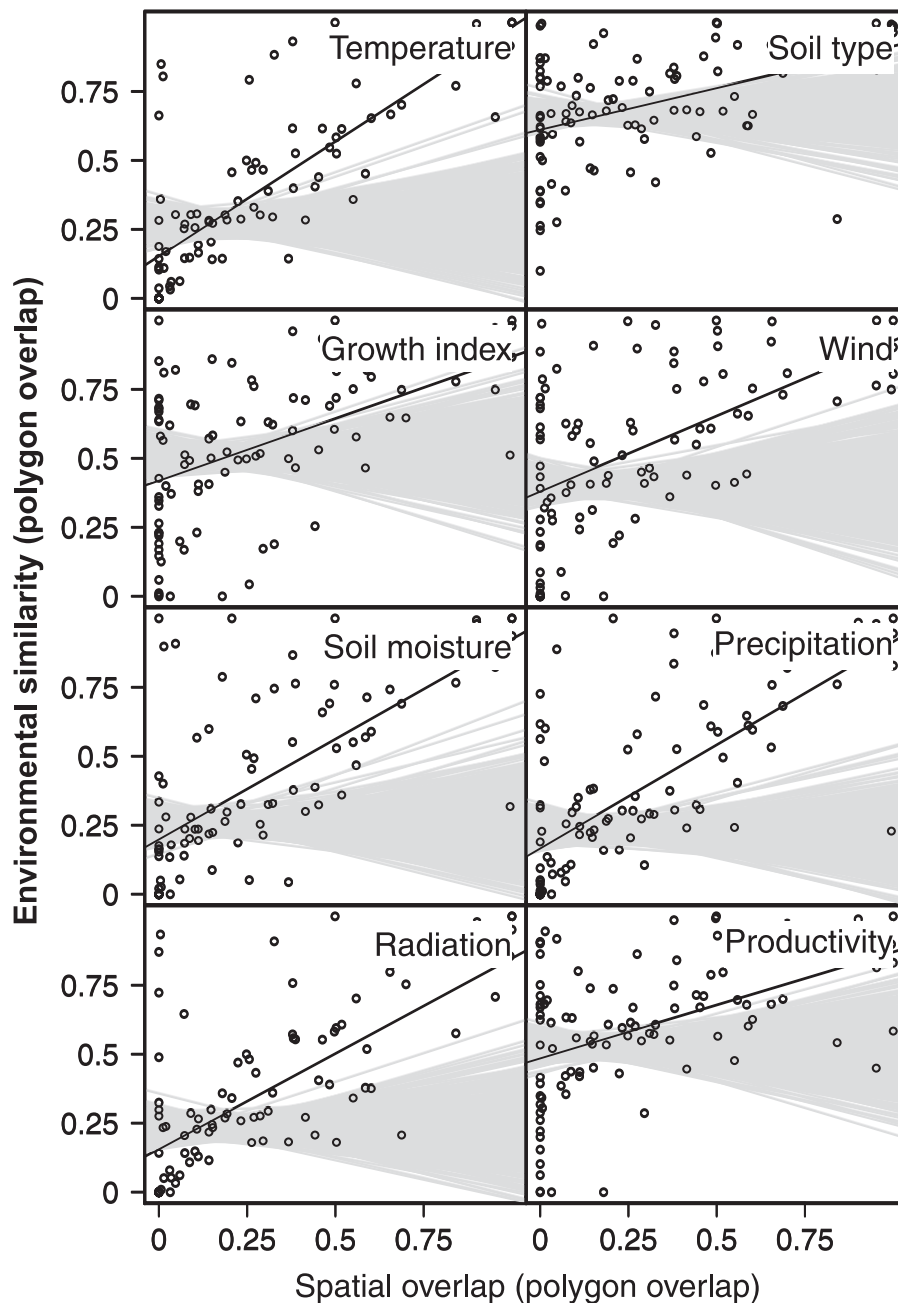 Environmental similarity (polygon overlap)
Temperature
Soil type
0.75
0.5
0.25
0
Growth index
Wind
0.75
0.5
0.25
0
Soil moisture
Precipitation
0.75
0.5
0.25
0
Radiation
Productivity
0.75
0.5
0.25
0
0 0.25 0.5 0.75 0 0.25 0.5 0.75
Spatial overlap (polygon overlap)